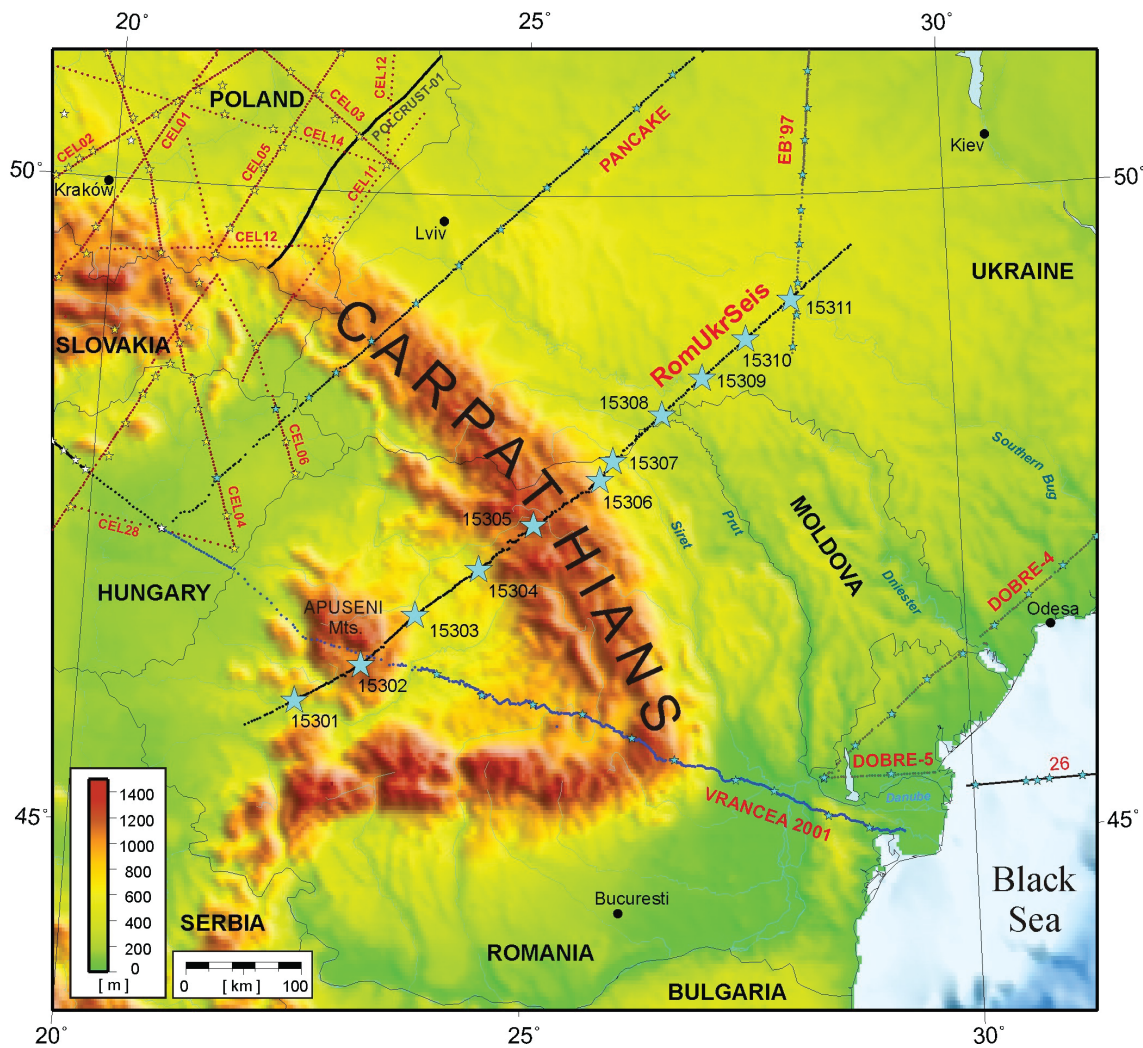 20°
25°
30°
POLAND
CEL12
POLCRUST-01
CEL03
CEL01
CEL02
CEL14
CEL05
CEL11
PANCAKE
EB'97
Kiev
50°
50°
Kraków
Lviv
CEL12
UKRAINE
SLOVAKIA
CARPATHIANS
RomUkrSeis
15311
15310
15309
15308
15307
15306
15305
15304
15303
15302
15301
CEL06
CEL04
CEL28
Southern Bug
Siret
Prut
MOLDOVA
Dniester
HUNGARY
APUSENI
Mts.
DOBRE-4
Odesa
DOBRE-5
26
Danube
VRANCEA 2001
45°
45°
1400
1200
1000
800
600
400
200
0
[ m ]
0
[ km ]
100
SERBIA
Bucuresti
ROMANIA
BULGARIA
Black
Sea
20°
25°
30°